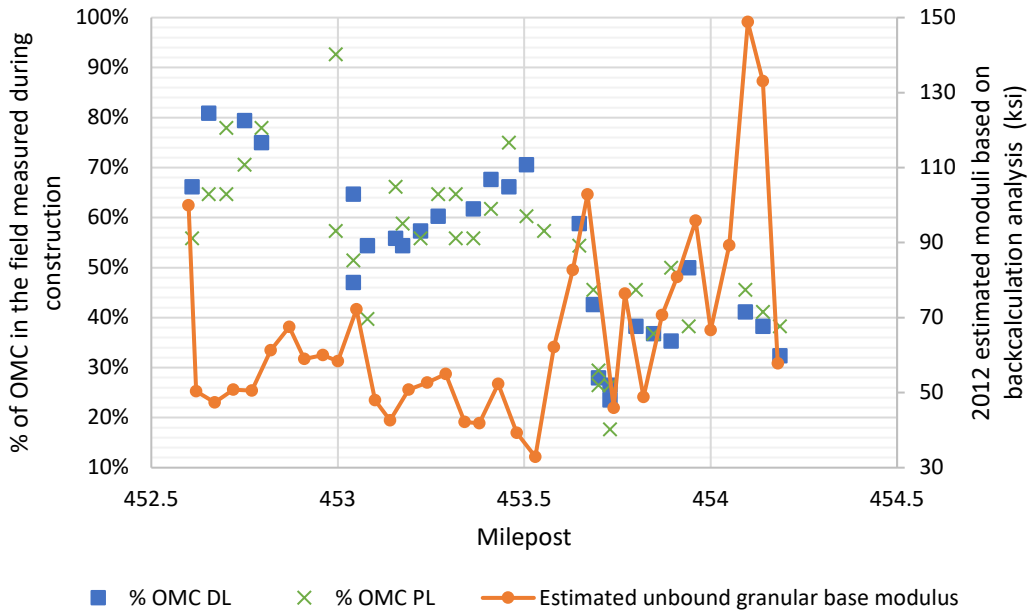 % of OMC in the field measured during
construction
100%
90%
80%
70%
60%
50%
40%
30%
20%
10%
150
130
110
90
70
50
30
2012 estimated moduli based on
backcalculation analysis (ksi)
452.5 453 453.5 454 454.5
Milepost
% OMC DL % OMC PL Estimated unbound granular base modulus